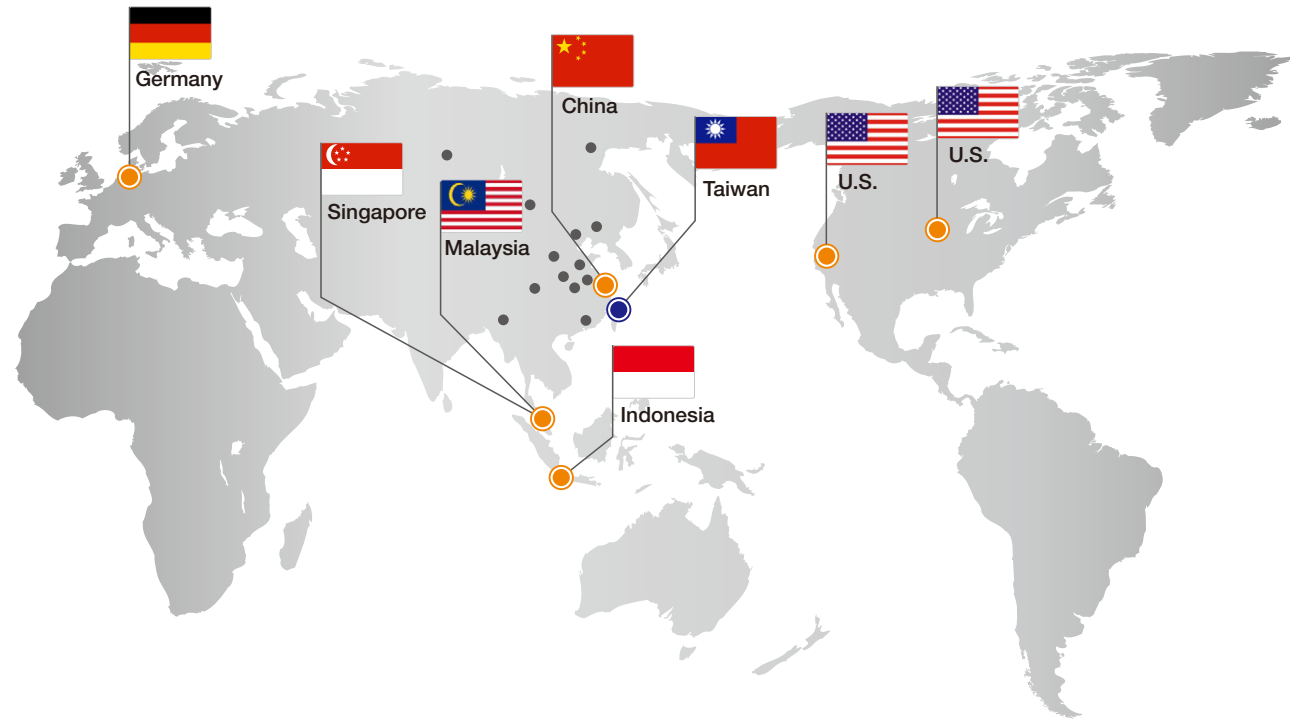 Germany
China
U.S.
U.S.
Taiwan
Singapore
Malaysia
Indonesia